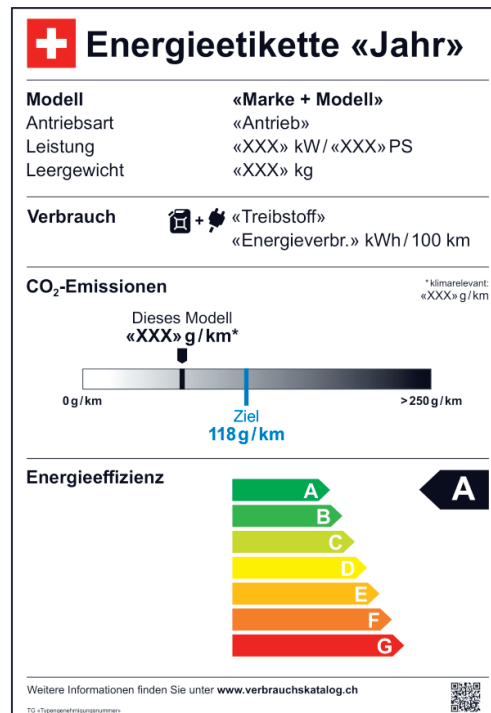 Energieetikette «Jahr»
Modell «Marke + Modell»
Antriebsart «Antrieb»
Leistung «XXX» kW/«XXX» PS
Leergewicht «XXX» kg
Verbrauch + «Treibstoff»
«Energieverbr.» kWh/100 km
CO₂-Emissionen
*klimarelevant:
«XXX» g/km
Dieses Modell
«XXX» g/km*
0 g/km
> 250 g/km
Ziel
118 g/km
Energieeffizienz
A
A
B
C
D
E
F
G
Weitere Informationen finden Sie unter www.verbrauchskatalog.ch
TG «Typengenehmigungsnummer»